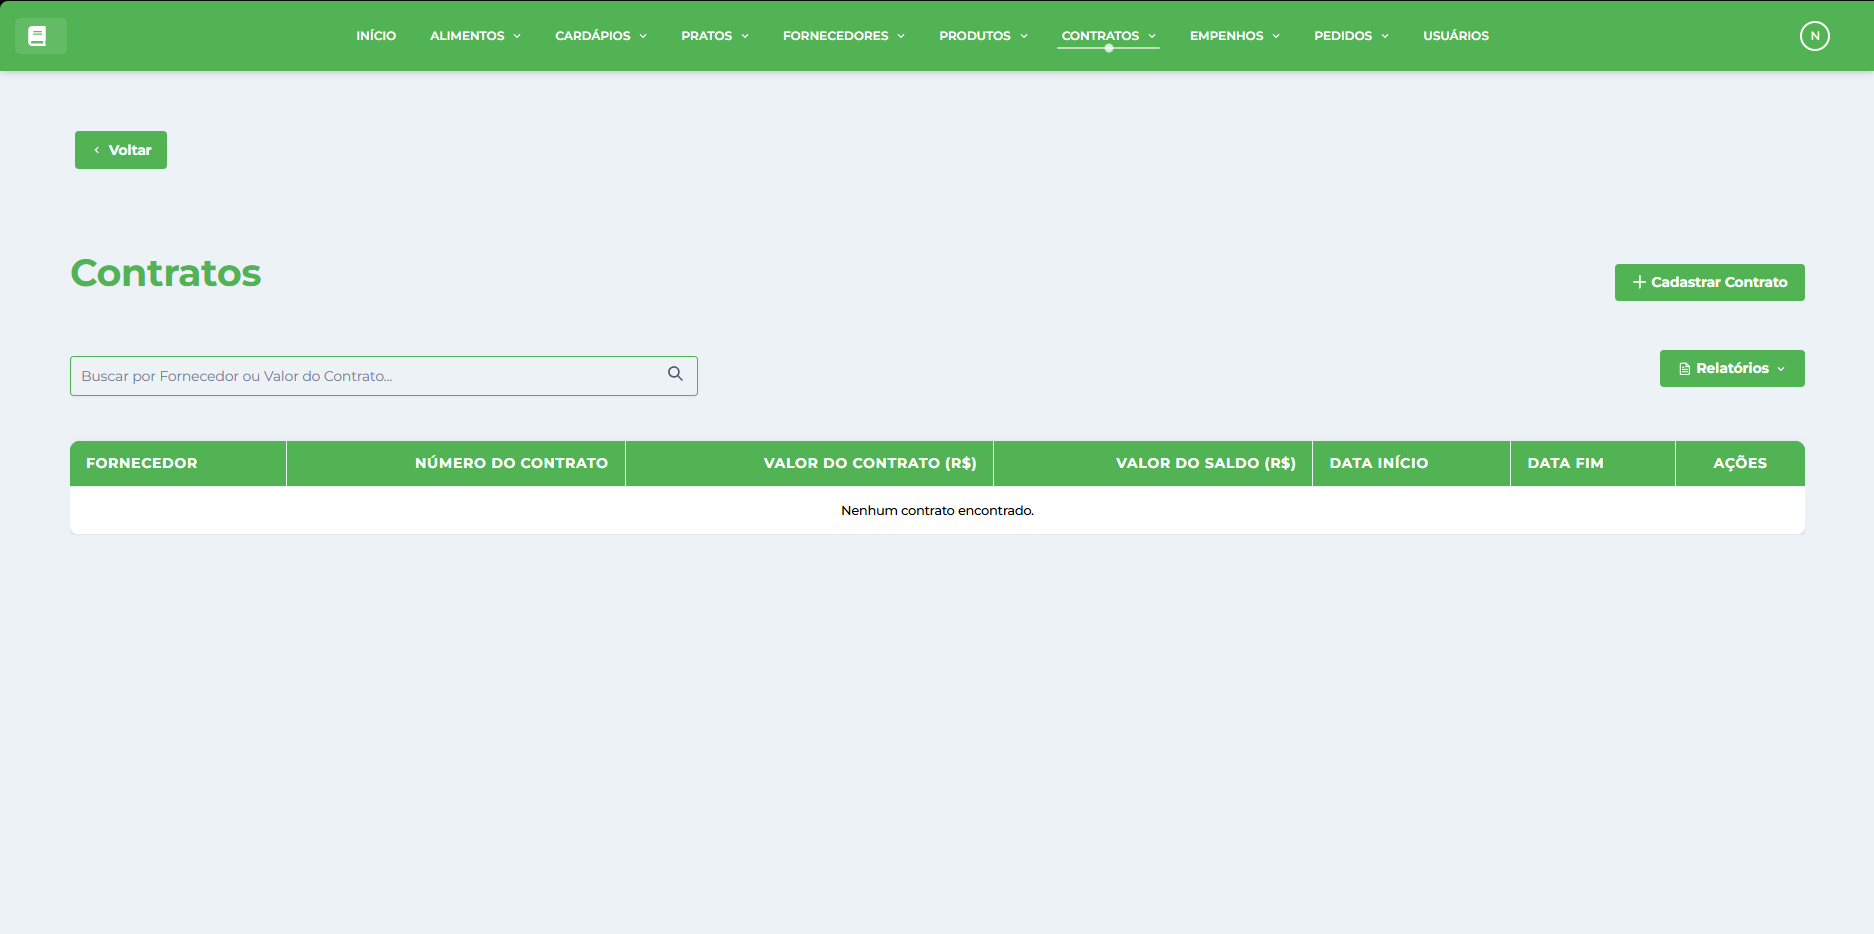 INÍCIO ALIMENTOS CARDÁPIOS PRATOS FORNECEDORES PRODUTOS CONTRATOS EMPENHOS PEDIDOS USUÁRIOS N
Voltar
Contratos
Cadastrar Contrato
Buscar por Fornecedor ou Valor do Contrato...
Relatórios
FORNECEDOR NÚMERO DO CONTRATO VALOR DO CONTRATO (R$) VALOR DO SALDO (R$) DATA INÍCIO DATA FIM AÇÕES
Nenhum contrato encontrado.